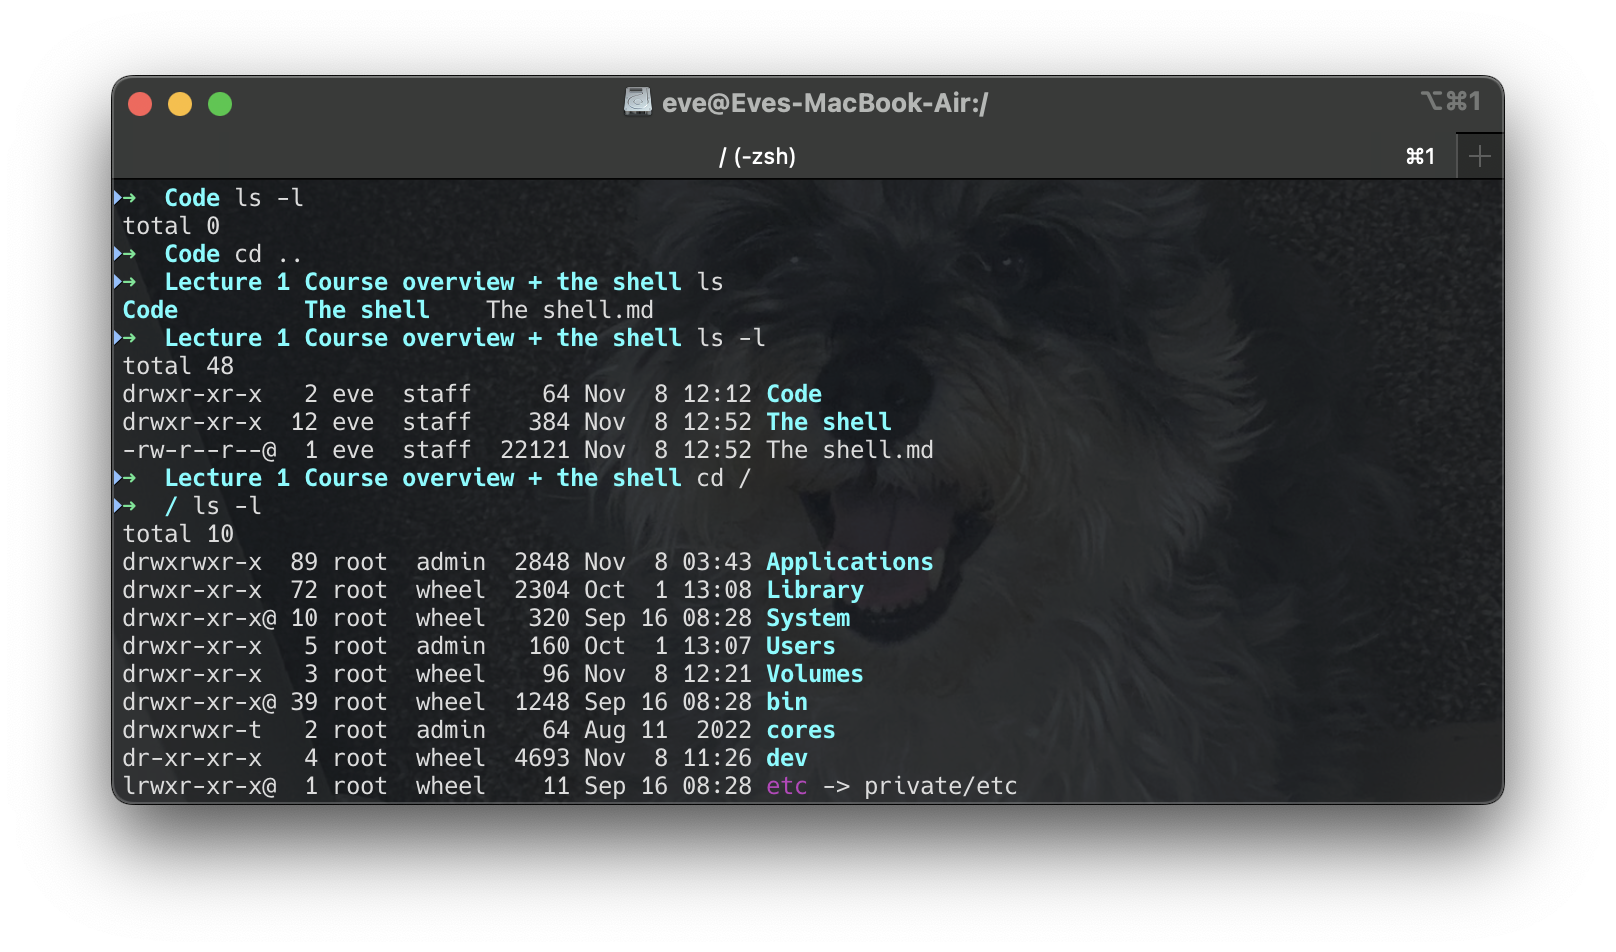 eve@Eves-MacBook-Air:/
⌥⌘1
/ (-zsh)
⌘1
➜  Code ls -l
total 0
➜  Code cd ..
➜  Lecture 1 Course overview + the shell ls
Code         The shell    The shell.md
➜  Lecture 1 Course overview + the shell ls -l
total 48
drwxr-xr-x   2 eve  staff     64 Nov  8 12:12 Code
drwxr-xr-x  12 eve  staff    384 Nov  8 12:52 The shell
-rw-r--r--@  1 eve  staff  22121 Nov  8 12:52 The shell.md
➜  Lecture 1 Course overview + the shell cd /
➜  / ls -l
total 10
drwxrwxr-x  89 root  admin  2848 Nov  8 03:43 Applications
drwxr-xr-x  72 root  wheel  2304 Oct  1 13:08 Library
drwxr-xr-x@ 10 root  wheel   320 Sep 16 08:28 System
drwxr-xr-x   5 root  admin   160 Oct  1 13:07 Users
drwxr-xr-x   3 root  wheel    96 Nov  8 12:21 Volumes
drwxr-xr-x@ 39 root  wheel  1248 Sep 16 08:28 bin
drwxrwxr-t   2 root  admin    64 Aug 11  2022 cores
dr-xr-xr-x   4 root  wheel  4693 Nov  8 11:26 dev
lrwxr-xr-x@  1 root  wheel    11 Sep 16 08:28 etc -> private/etc